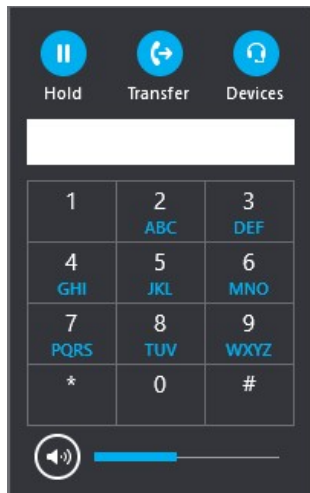 Hold Transfer Devices
1 2 3
ABC DEF
4 5 6
GHI JKL MNO
7 8 9
PQRS TUV WXYZ
* 0 #